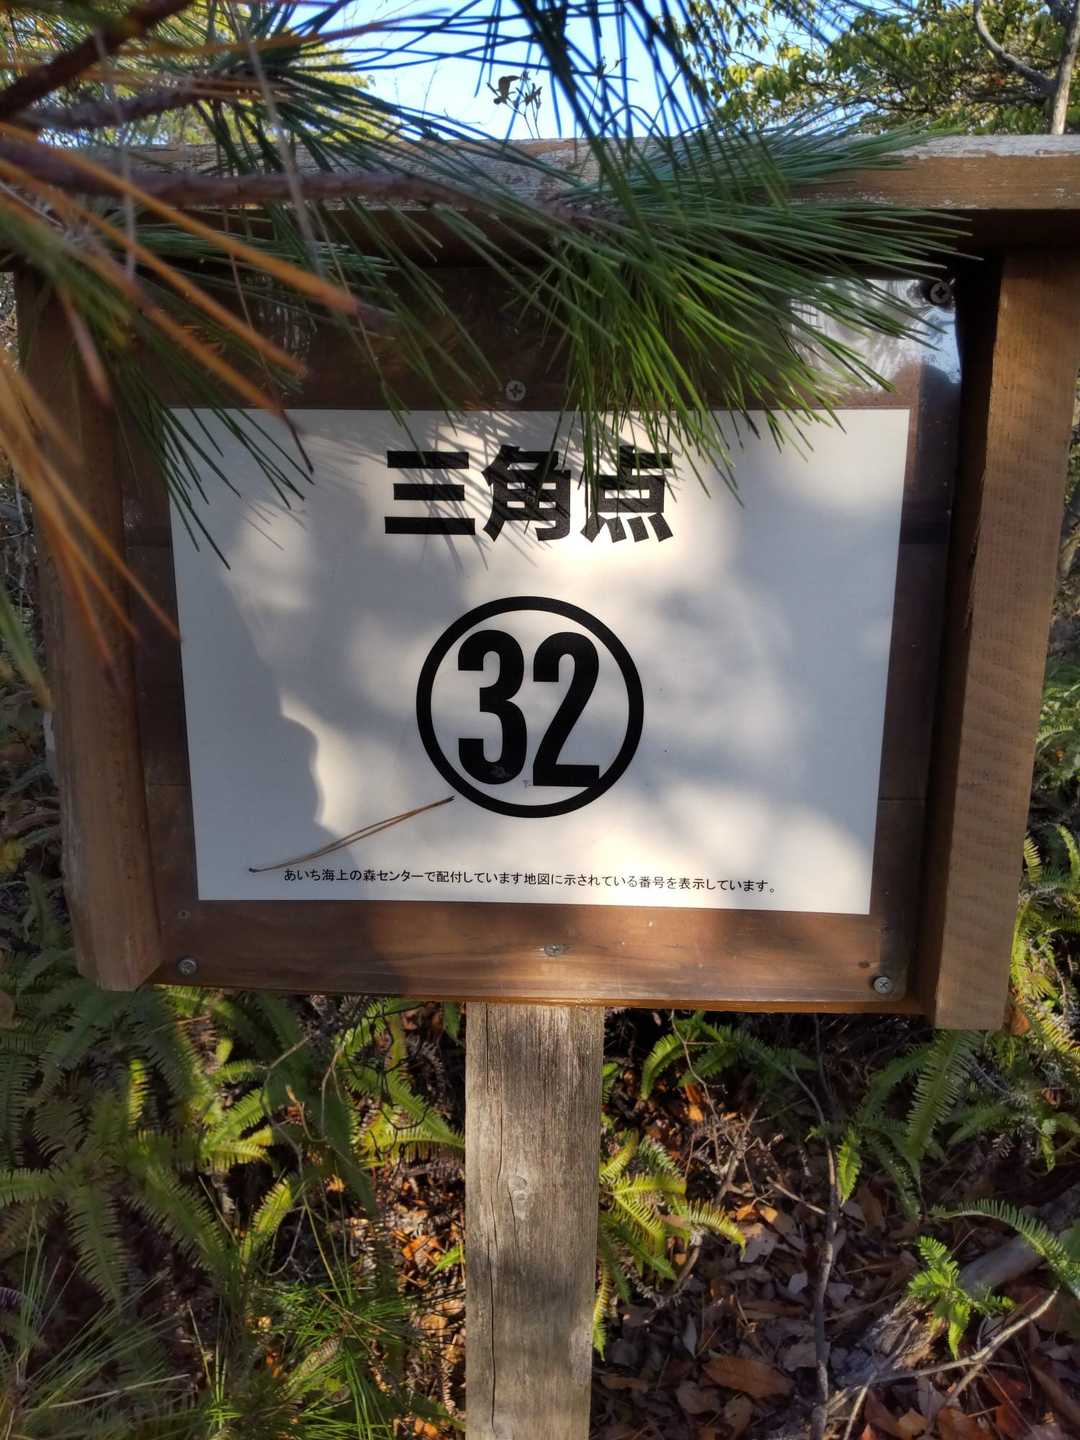 三角点
32
あいち海上の森センターで配付しています地図に示されている番号を表示しています。